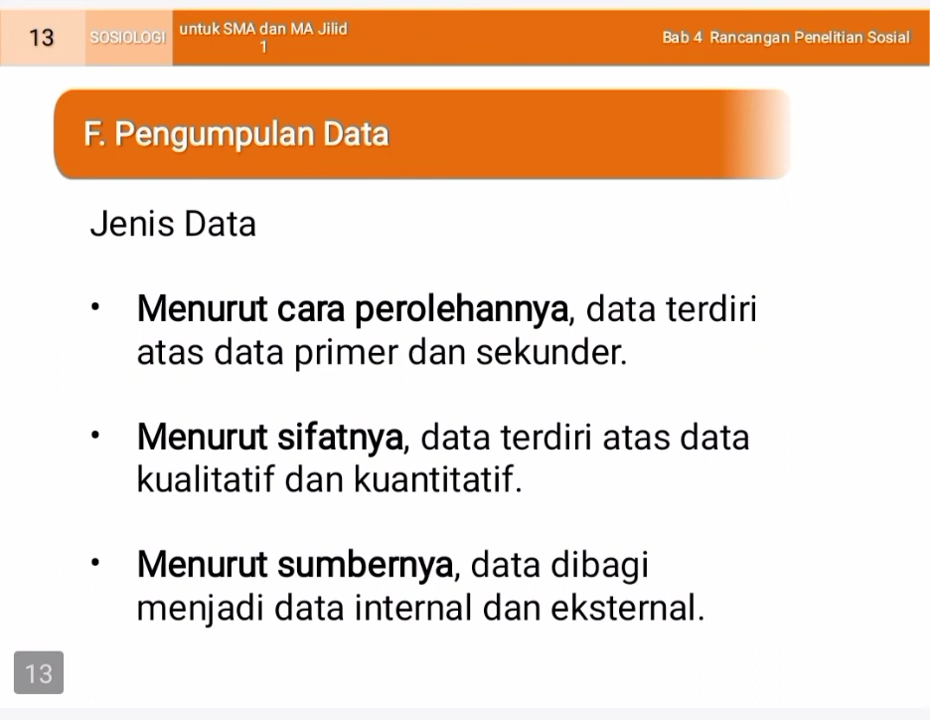 13 SOSIOLOGI untuk SMA dan MA Jilid
1
Bab 4 Rancangan Penelitian Sosial
F. Pengumpulan Data
Jenis Data
• Menurut cara perolehannya, data terdiri
atas data primer dan sekunder.
• Menurut sifatnya, data terdiri atas data
kualitatif dan kuantitatif.
• Menurut sumbernya, data dibagi
menjadi data internal dan eksternal.
13